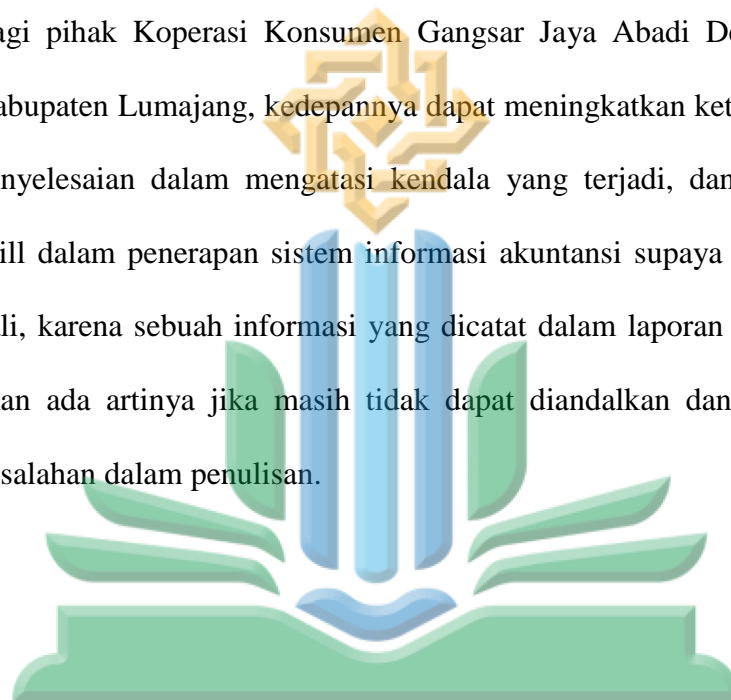 agi pihak Koperasi Konsumen Gangsar Jaya Abadi De
abupaten Lumajang, kedepannya dapat meningkatkan ket
nyelesaian dalam mengatasi kendala yang terjadi, dan
ill dalam penerapan sistem informasi akuntansi supaya
li, karena sebuah informasi yang dicatat dalam laporan
an ada artinya jika masih tidak dapat diandalkan dan
salahan dalam penulisan.